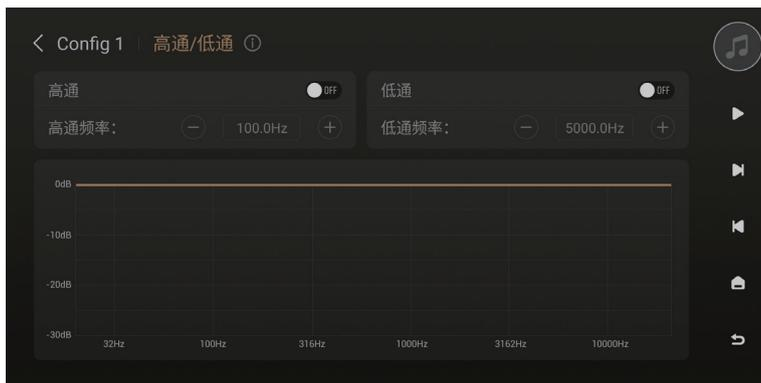 Config 1 高通/低通
高通 OFF
低通 OFF
高通频率: 100.0Hz
低通频率: 5000.0Hz
0dB
-10dB
-20dB
-30dB
32Hz 100Hz 316Hz 1000Hz 3162Hz 10000Hz